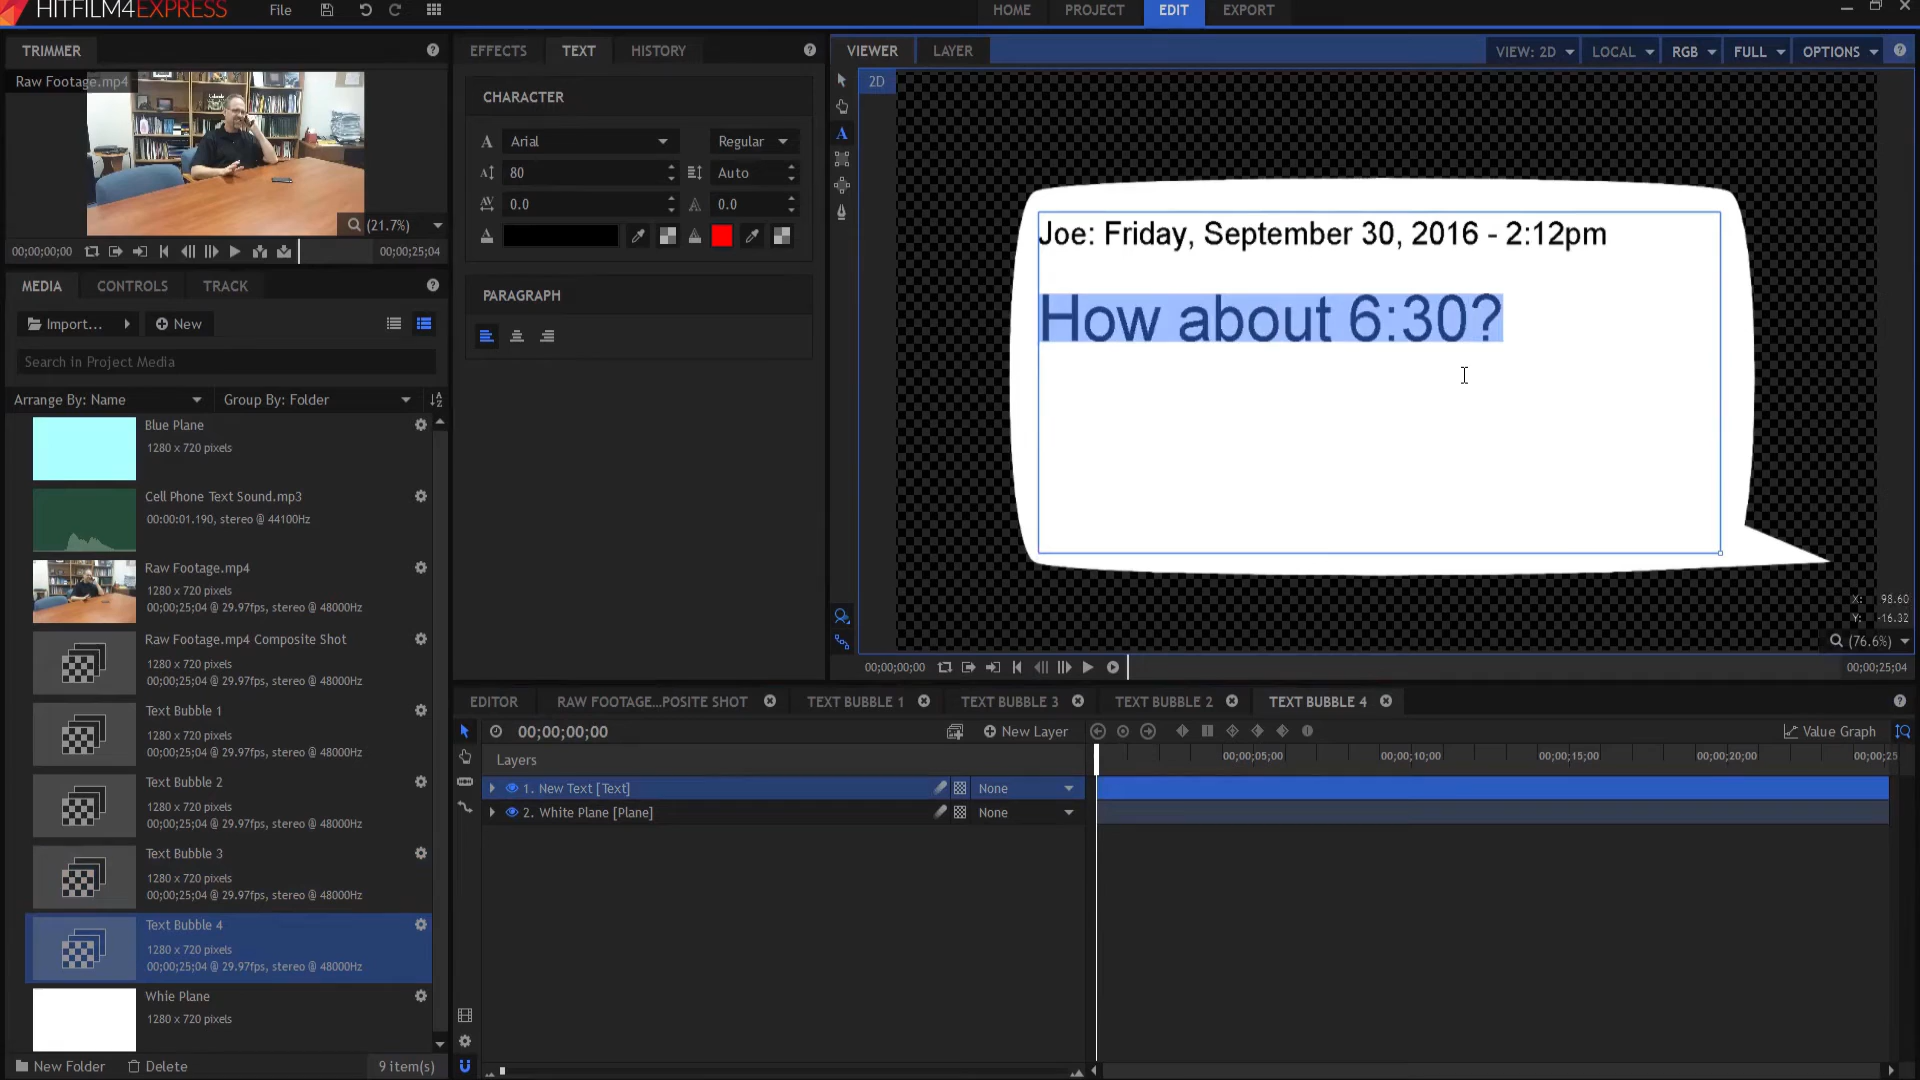 HITFILM4EXPRESS
File
HOME
PROJECT
EDIT
EXPORT
TRIMMER
Raw Footage.mp4
(21.7%)
00;00;00;00
00;00;25;04
EFFECTS
TEXT
HISTORY
CHARACTER
Arial
Regular
80
Auto
0.0
0.0
PARAGRAPH
VIEWER
LAYER
VIEW: 2D
LOCAL
RGB
FULL
OPTIONS
2D
Joe: Friday, September 30, 2016 - 2:12pm
How about 6:30?
X: 98.60
Y: -16.32
(76.6%)
00;00;00;00
00;00;25;04
MEDIA
CONTROLS
TRACK
Import...
New
Search in Project Media
Arrange By: Name
Group By: Folder
Blue Plane
1280 x 720 pixels
Cell Phone Text Sound.mp3
00:00:01.190, stereo @ 44100Hz
Raw Footage.mp4
1280 x 720 pixels
00;00;25;04 @ 29.97fps, stereo @ 48000Hz
Raw Footage.mp4 Composite Shot
1280 x 720 pixels
00;00;25;04 @ 29.97fps, stereo @ 48000Hz
Text Bubble 1
1280 x 720 pixels
00;00;25;04 @ 29.97fps, stereo @ 48000Hz
Text Bubble 2
1280 x 720 pixels
00;00;25;04 @ 29.97fps, stereo @ 48000Hz
Text Bubble 3
1280 x 720 pixels
00;00;25;04 @ 29.97fps, stereo @ 48000Hz
Text Bubble 4
1280 x 720 pixels
00;00;25;04 @ 29.97fps, stereo @ 48000Hz
Whie Plane
1280 x 720 pixels
New Folder
Delete
9 item(s)
EDITOR
RAW FOOTAGE...POSITE SHOT
TEXT BUBBLE 1
TEXT BUBBLE 3
TEXT BUBBLE 2
TEXT BUBBLE 4
00;00;00;00
New Layer
Value Graph
Layers
00;00;05;00
00;00;10;00
00;00;15;00
00;00;20;00
00;00;25
1. New Text [Text]
None
2. White Plane [Plane]
None